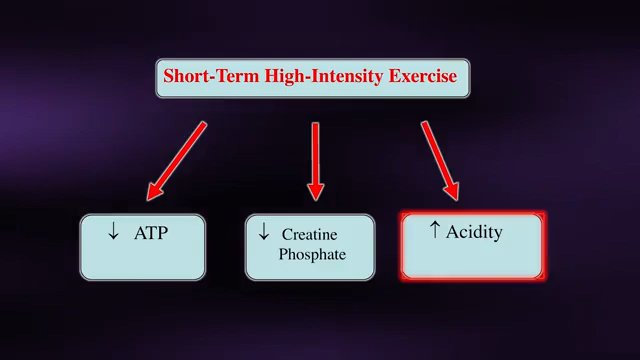 Short-Term High-Intensity Exercise
↓ ATP
↓ Creatine
Phosphate
↑ Acidity